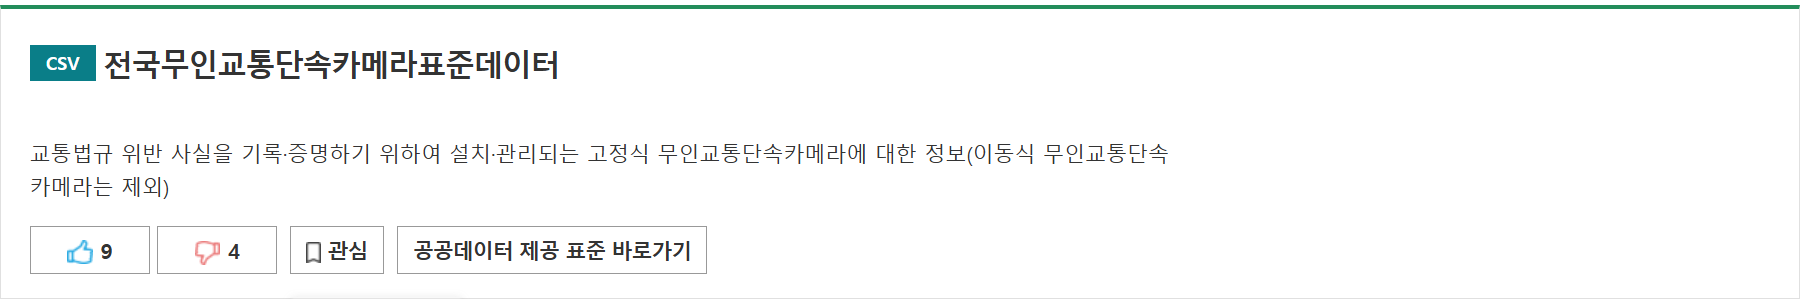 CSV 전국무인교통단속카메라표준데이터
교통법규 위반 사실을 기록·증명하기 위하여 설치·관리되는 고정식 무인교통단속카메라에 대한 정보(이동식 무인교통단속
카메라는 제외)
9 4 관심 공공데이터 제공 표준 바로가기